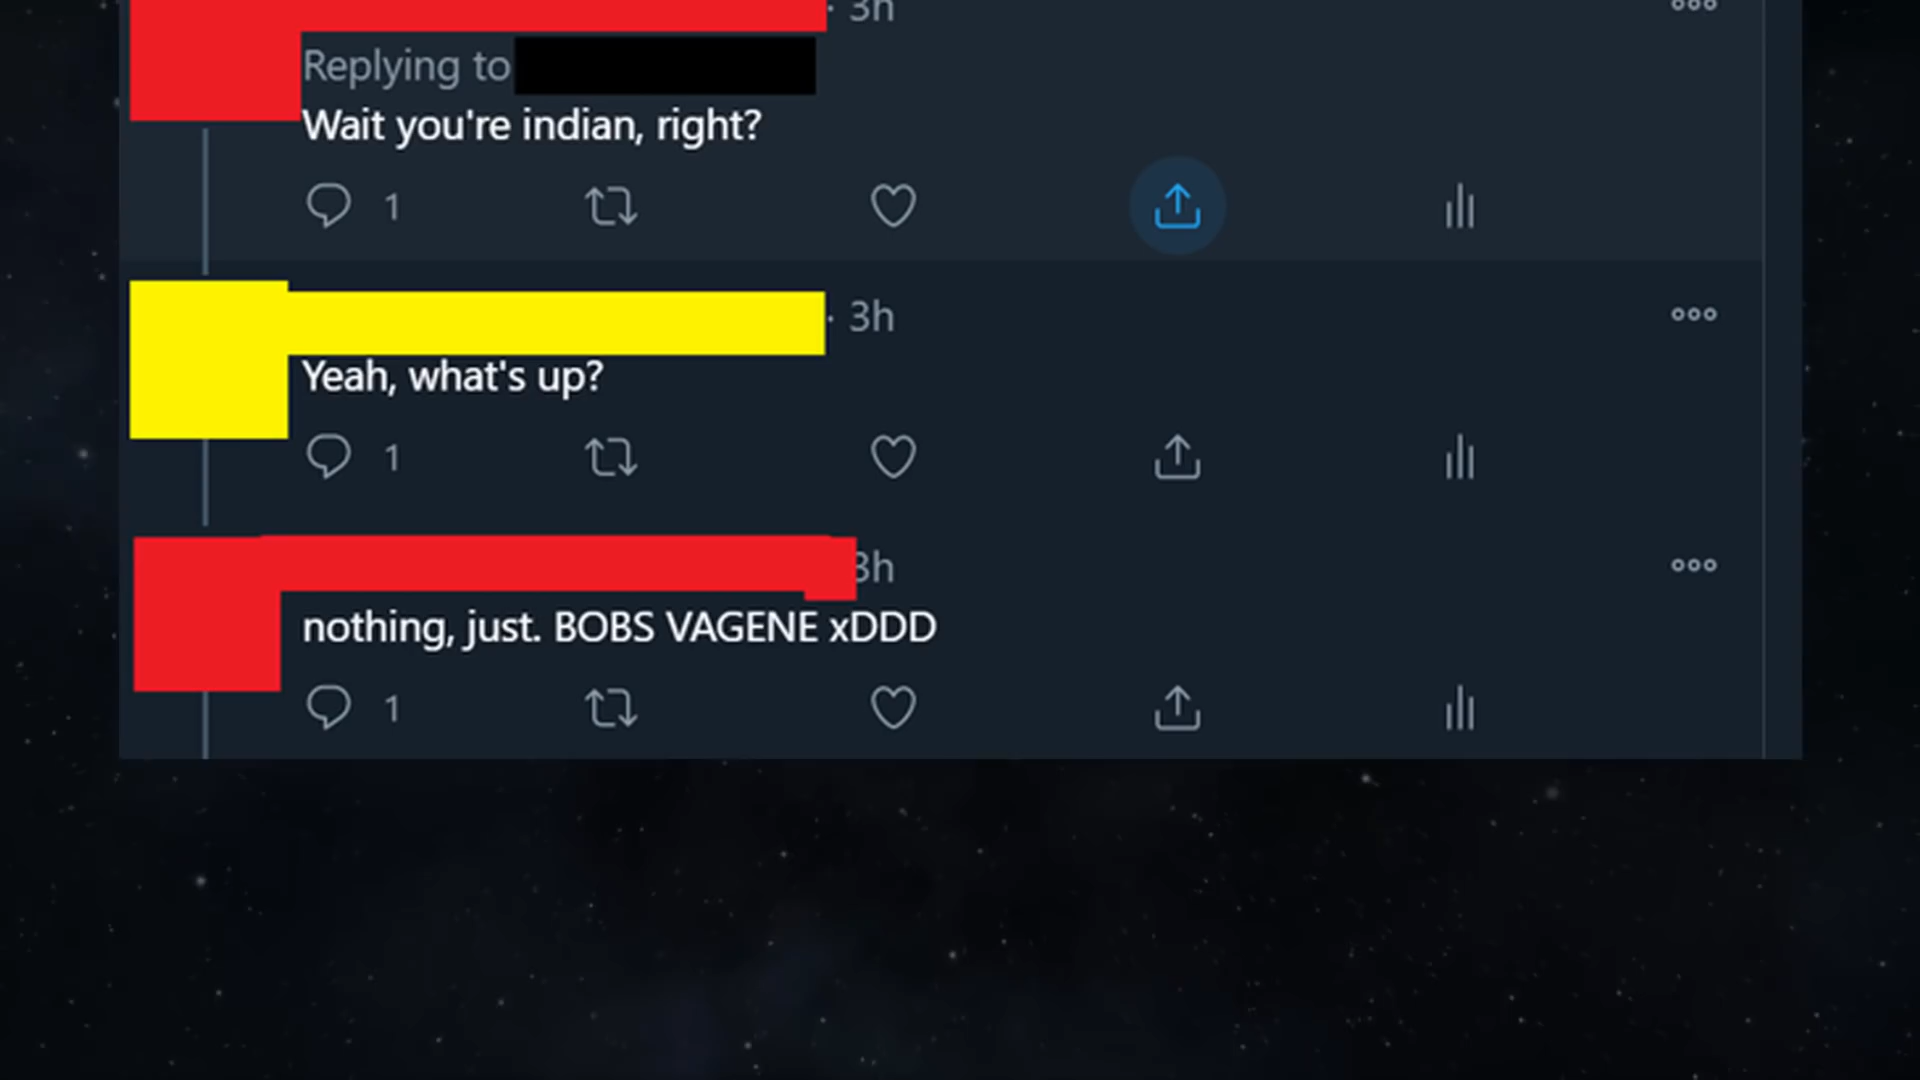 · 3h
Replying to
Wait you're indian, right?
1
· 3h
Yeah, what's up?
1
3h
nothing, just. BOBS VAGENE xDDD
1